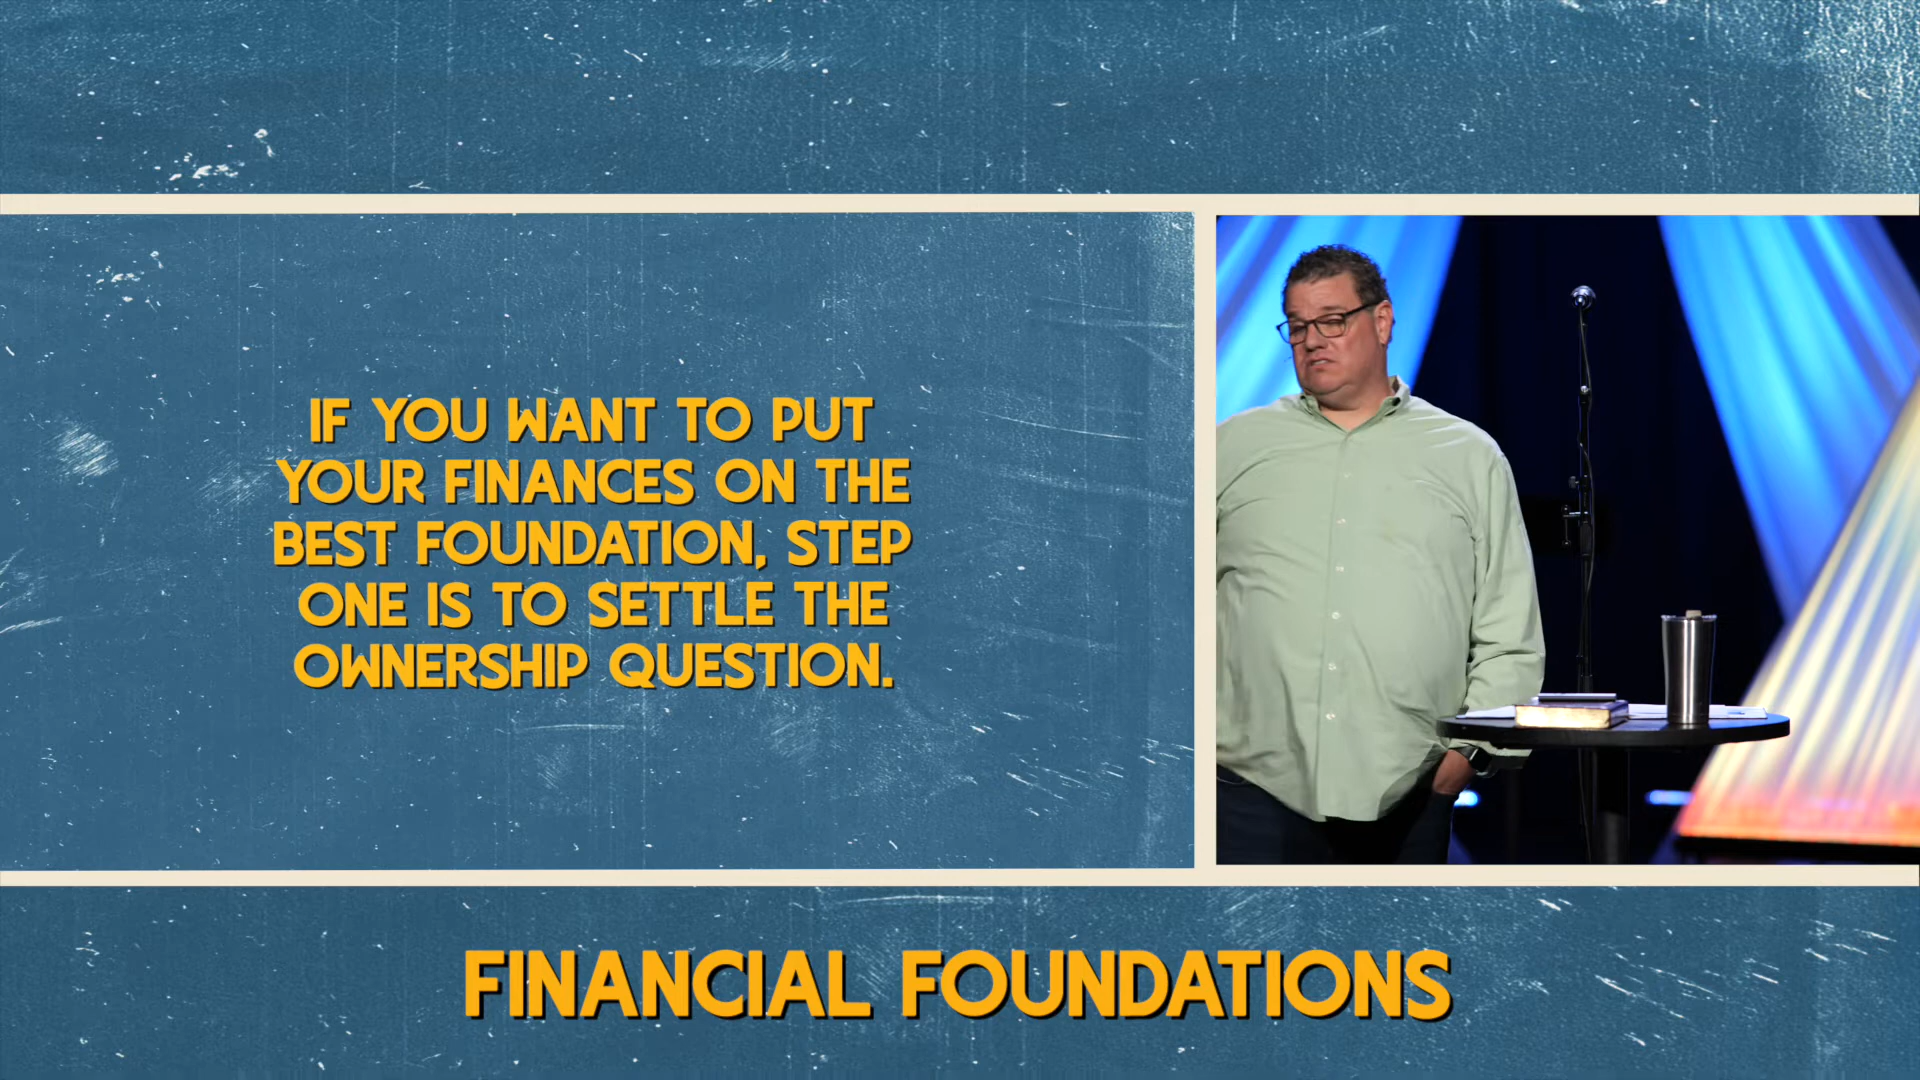 IF YOU WANT TO PUT
YOUR FINANCES ON THE
BEST FOUNDATION, STEP
ONE IS TO SETTLE THE
OWNERSHIP QUESTION.
FINANCIAL FOUNDATIONS